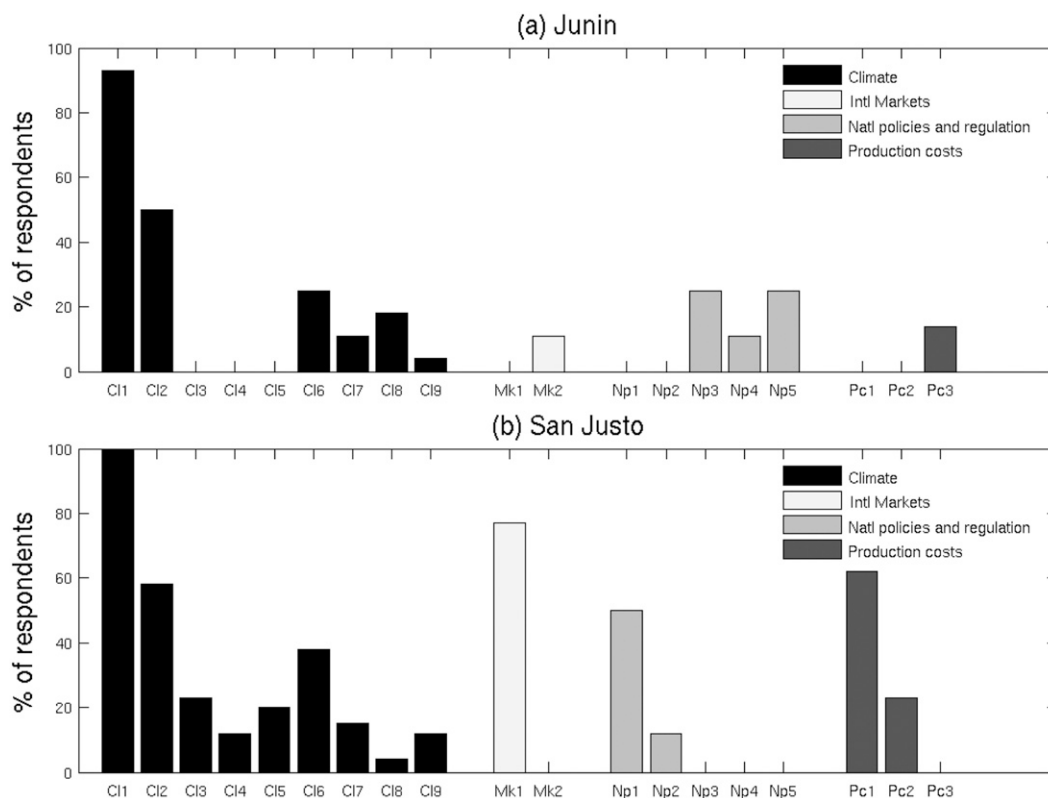 (a) Junin
% of respondents
100
80
60
40
20
0
Climate
Intl Markets
Natl policies and regulation
Production costs
Cl1 Cl2 Cl3 Cl4 Cl5 Cl6 Cl7 Cl8 Cl9 Mk1 Mk2 Np1 Np2 Np3 Np4 Np5 Pc1 Pc2 Pc3
(b) San Justo
% of respondents
100
80
60
40
20
0
Climate
Intl Markets
Natl policies and regulation
Production costs
Cl1 Cl2 Cl3 Cl4 Cl5 Cl6 Cl7 Cl8 Cl9 Mk1 Mk2 Np1 Np2 Np3 Np4 Np5 Pc1 Pc2 Pc3